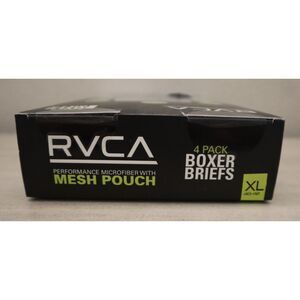 RVCA
PERFORMANCE MICROFIBER WITH
MESH POUCH
4 PACK
BOXER
BRIEFS
XL